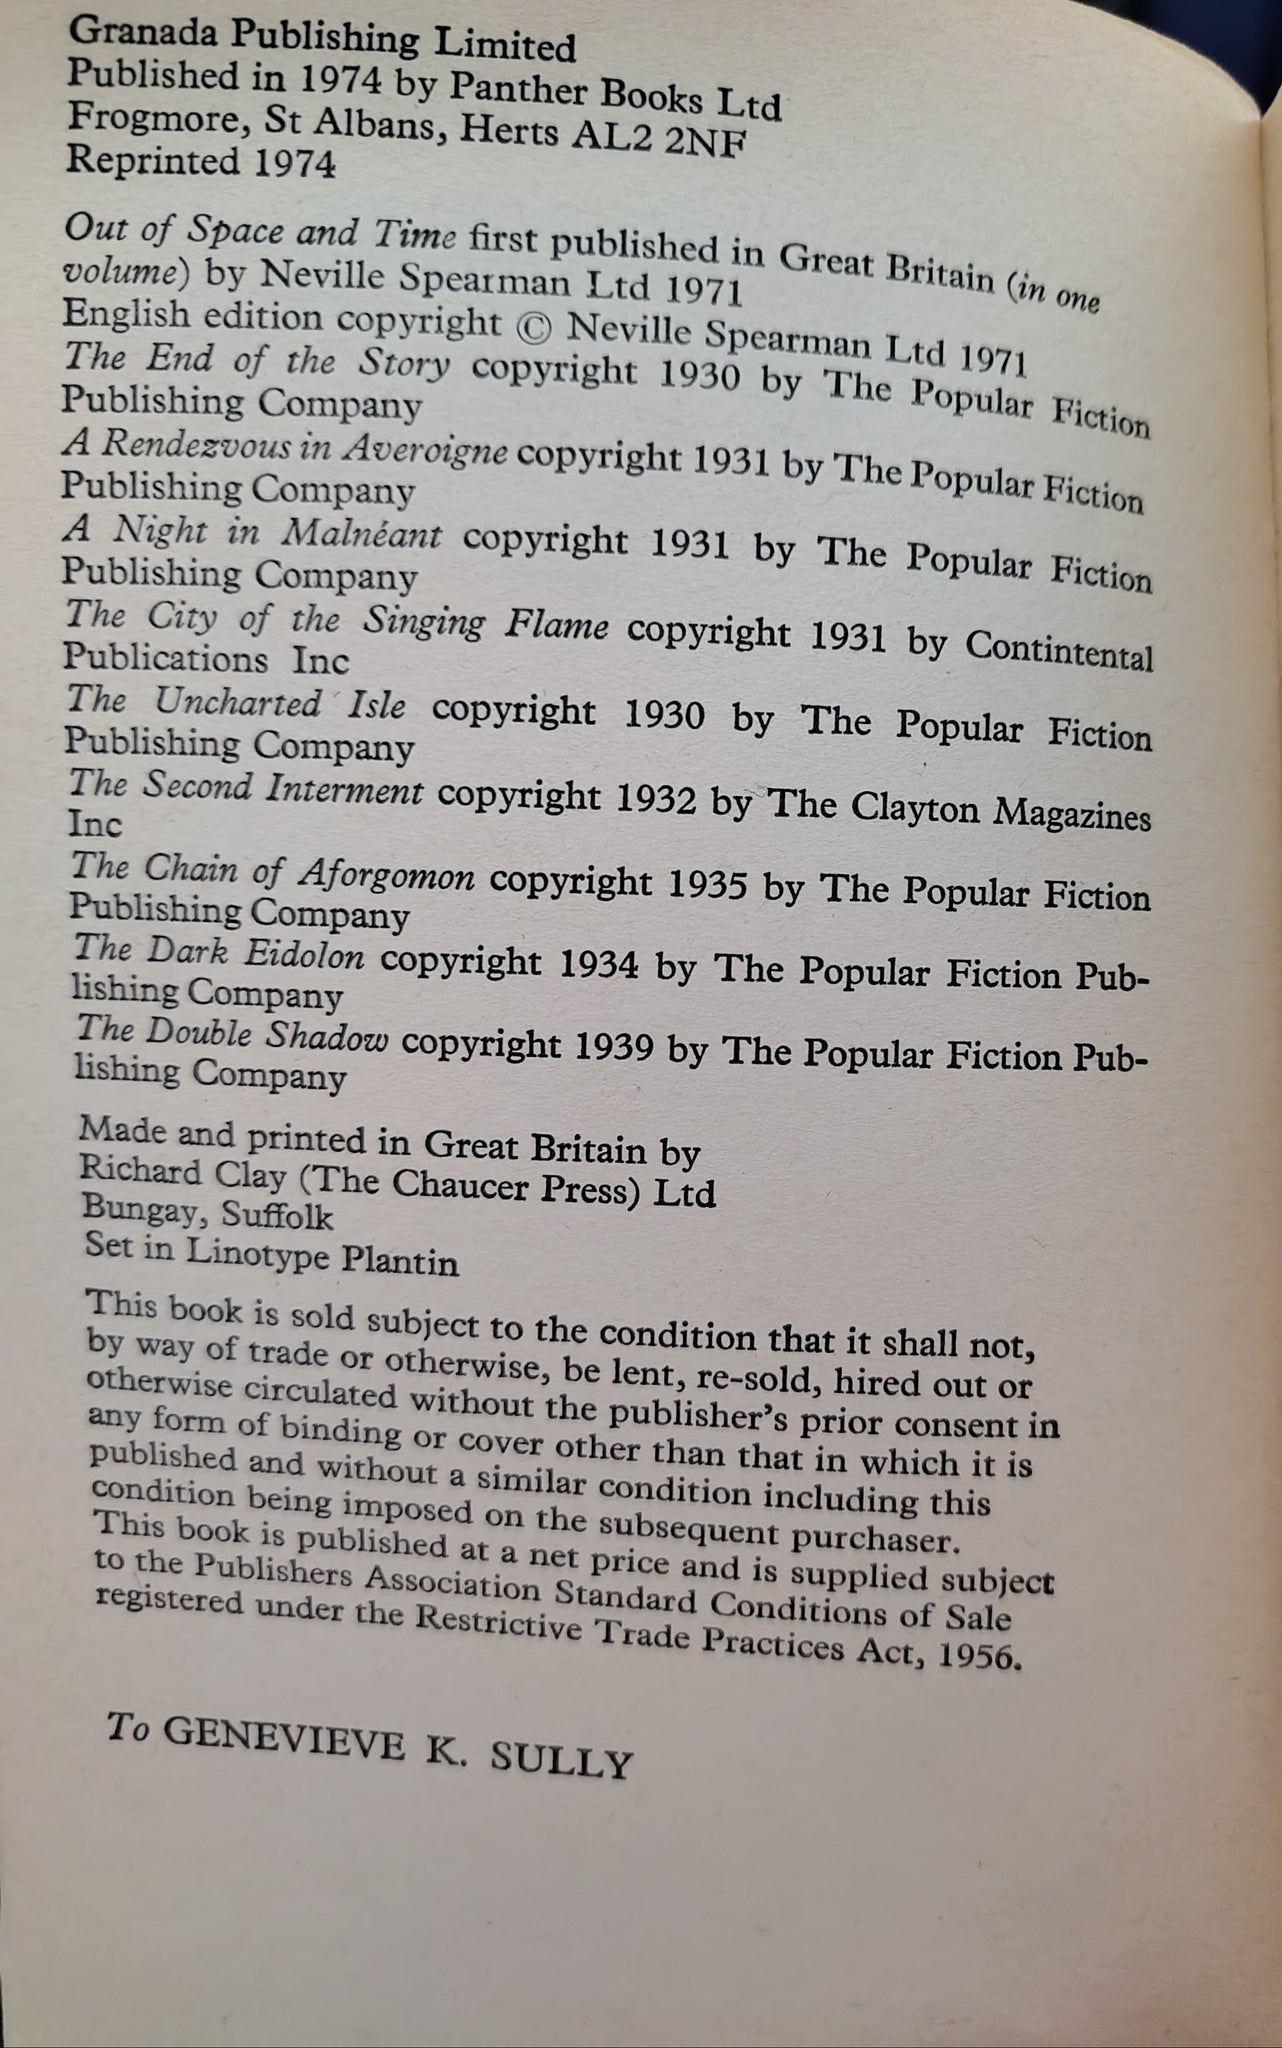 Granada Publishing Limited
Published in 1974 by Panther Books Ltd
Frogmore, St Albans, Herts AL2 2NF
Reprinted 1974
Out of Space and Time first published in Great Britain (in one
volume) by Neville Spearman Ltd 1971
English edition copyright © Neville Spearman Ltd 1971
The End of the Story copyright 1930 by The Popular Fiction
Publishing Company
A Rendezvous in Averoigne copyright 1931 by The Popular Fiction
Publishing Company
A Night in Malnéant copyright 1931 by The Popular Fiction
Publishing Company
The City of the Singing Flame copyright 1931 by Contintental
Publications Inc
The Uncharted Isle copyright 1930 by The Popular Fiction
Publishing Company
The Second Interment copyright 1932 by The Clayton Magazines
Inc
The Chain of Aforgomon copyright 1935 by The Popular Fiction
Publishing Company
The Dark Eidolon copyright 1934 by The Popular Fiction Pub-
lishing Company
The Double Shadow copyright 1939 by The Popular Fiction Pub-
lishing Company
Made and printed in Great Britain by
Richard Clay (The Chaucer Press) Ltd
Bungay, Suffolk
Set in Linotype Plantin
This book is sold subject to the condition that it shall not,
by way of trade or otherwise, be lent, re-sold, hired out or
otherwise circulated without the publisher's prior consent in
any form of binding or cover other than that in which it is
published and without a similar condition including this
condition being imposed on the subsequent purchaser.
This book is published at a net price and is supplied subject
to the Publishers Association Standard Conditions of Sale
registered under the Restrictive Trade Practices Act, 1956.
To GENEVIEVE K. SULLY